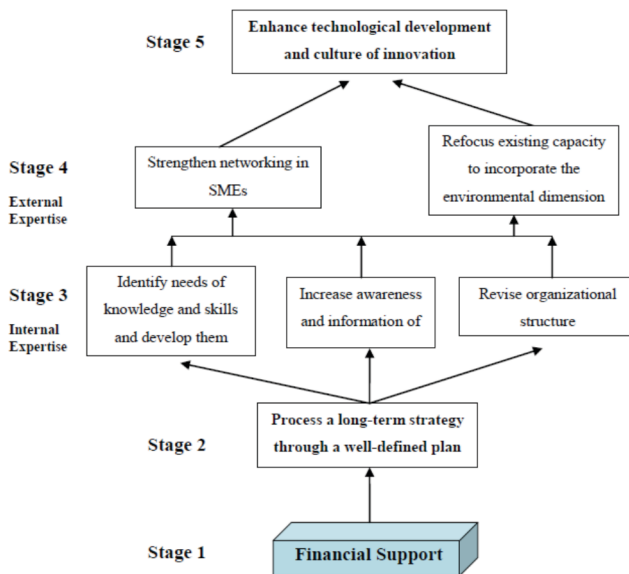 Stage 5
Enhance technological development
and culture of innovation
Stage 4
External
Expertise
Strengthen networking in
SMEs
Refocus existing capacity
to incorporate the
environmental dimension
Stage 3
Internal
Expertise
Identify needs of
knowledge and skills
and develop them
Increase awareness
and information of
Revise organizational
structure
Stage 2
Process a long-term strategy
through a well-defined plan
Stage 1
Financial Support